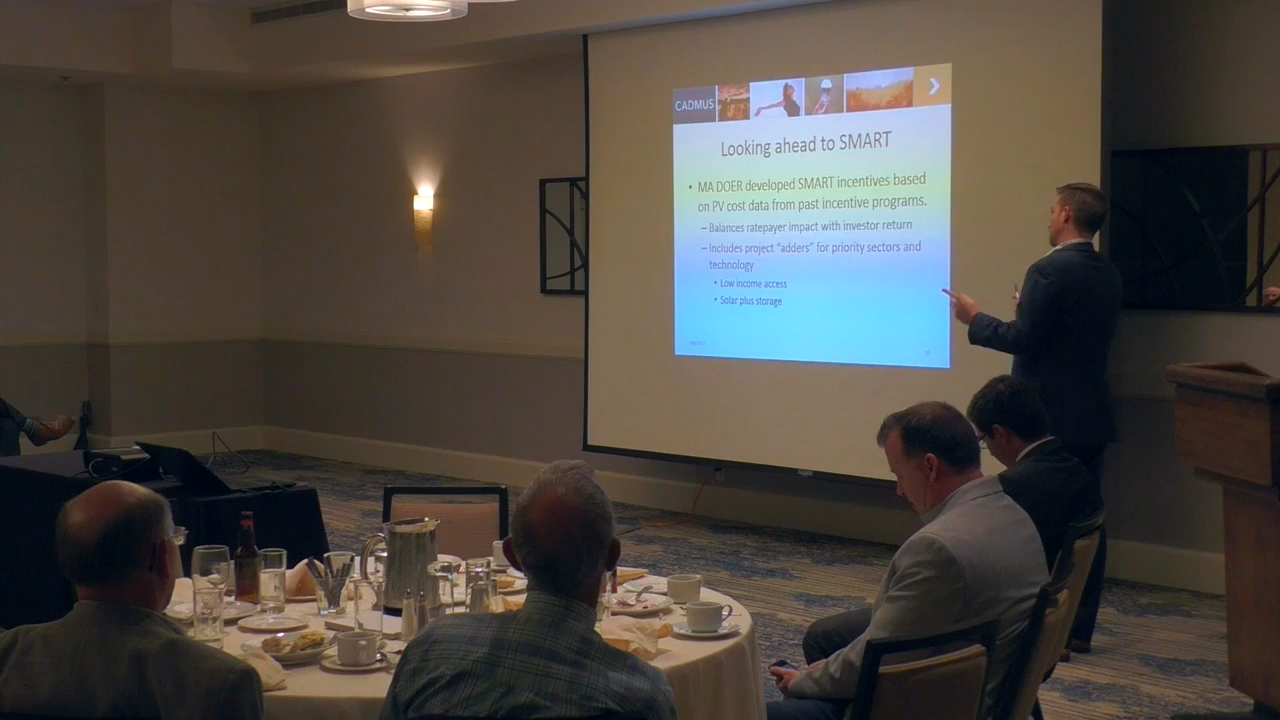 CADMUS
Looking ahead to SMART
• MA DOER developed SMART incentives based
on PV cost data from past incentive programs.
– Balances ratepayer impact with investor return
– Includes project “adders” for priority sectors and
technology
• Low income access
• Solar plus storage